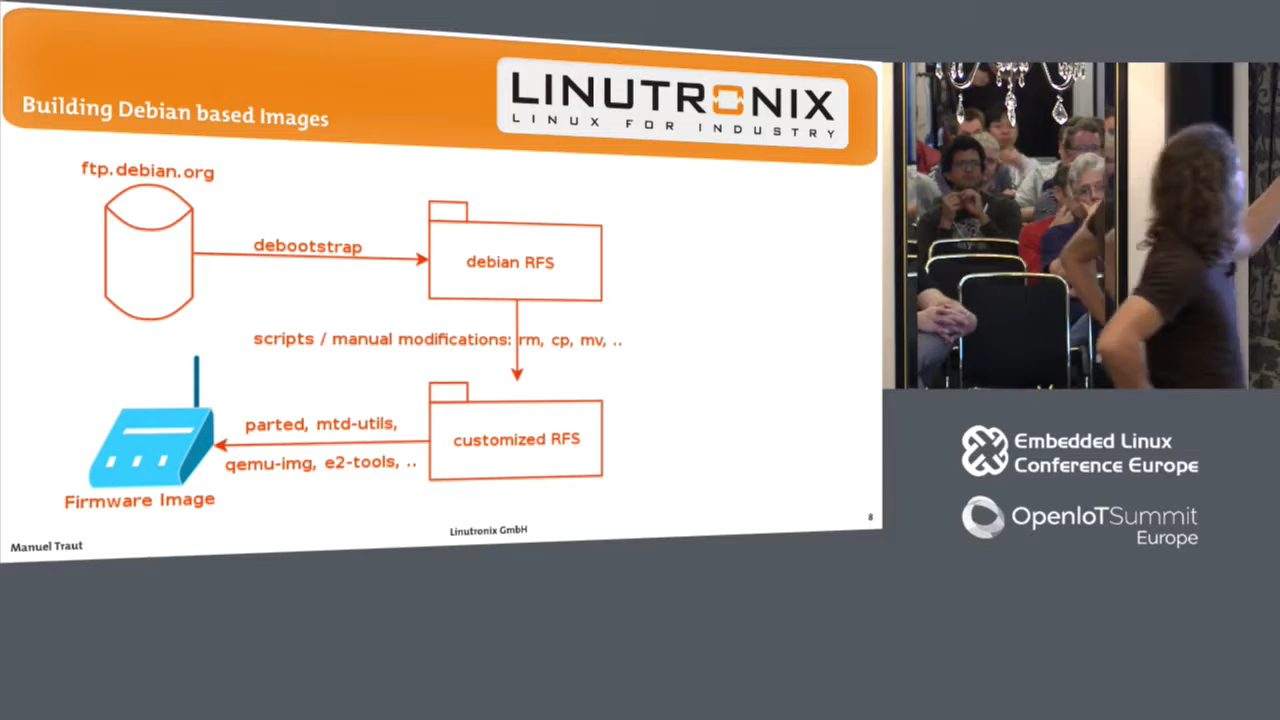 Building Debian based Images
LINUTRONIX
LINUX FOR INDUSTRY
ftp.debian.org
debootstrap
debian RFS
scripts / manual modifications: rm, cp, mv, ..
parted, mtd-utils,
qemu-img, e2-tools, ..
customized RFS
Firmware Image
Manuel Traut
Linutronix GmbH
8
Embedded Linux
Conference Europe
OpenIoTSummit
Europe